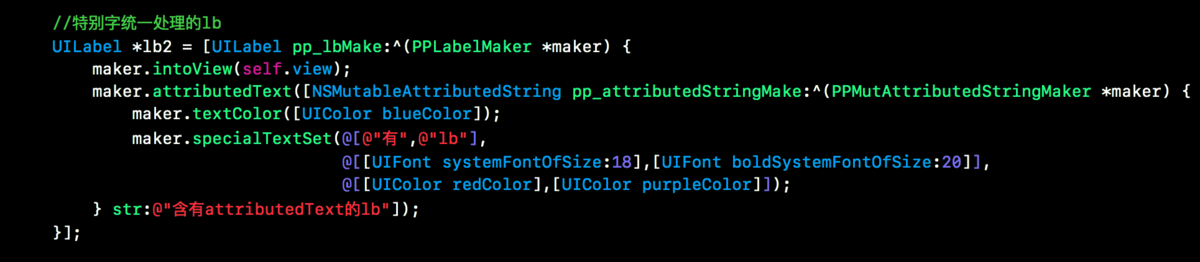 //特别字统一处理的lb
UILabel *lb2 = [UILabel pp_lbMake:^(PPLabelMaker *maker) {
    maker.intoView(self.view);
    maker.attributedText([NSMutableAttributedString pp_attributedStringMake:^(PPMutAttributedStringMaker *maker) {
        maker.textColor([UIColor blueColor]);
        maker.specialTextSet(@[@"有",@"lb"],
                             @[[UIFont systemFontOfSize:18],[UIFont boldSystemFontOfSize:20]],
                             @[[UIColor redColor],[UIColor purpleColor]]);
    } str:@"含有attributedText的lb"]);
}];